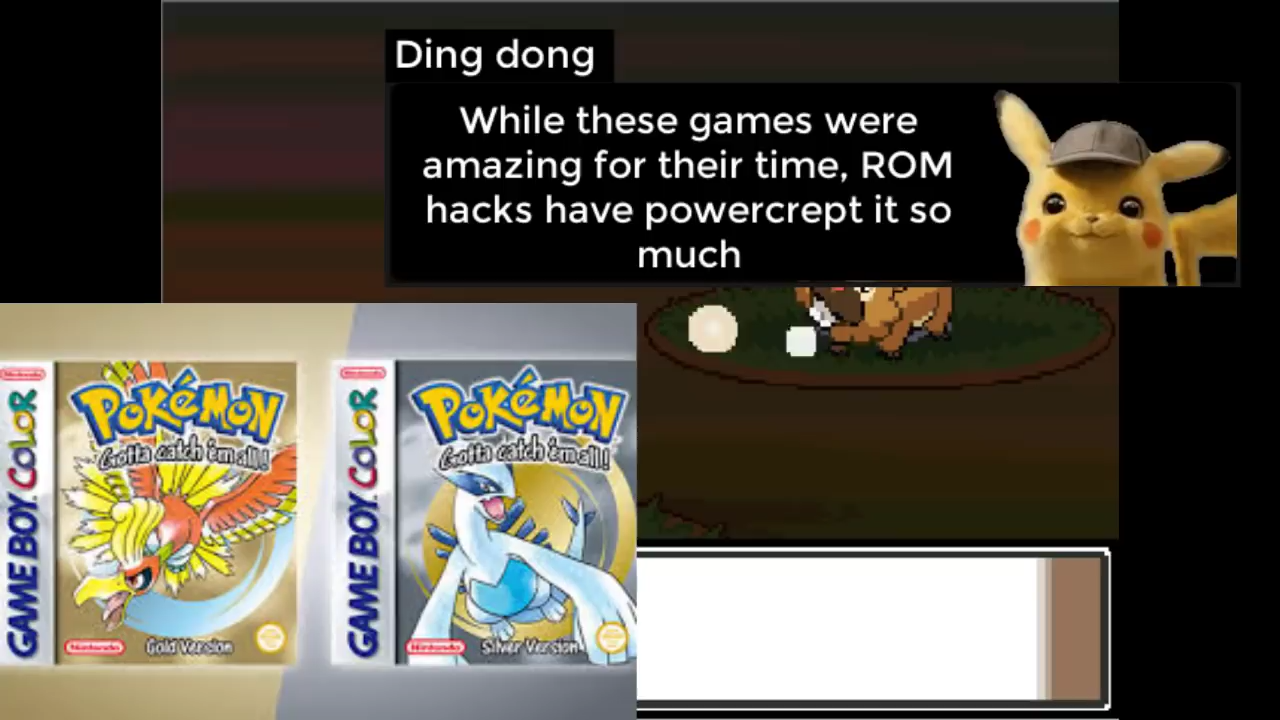 Ding dong
While these games were
amazing for their time, ROM
hacks have powercrept it so
much
Nintendo
GAME BOY COLOR
POKéMON
Gotta catch 'em all!
Nintendo
Gold Version
Nintendo
GAME BOY COLOR
POKéMON
Gotta catch 'em all!
Nintendo
Silver Version